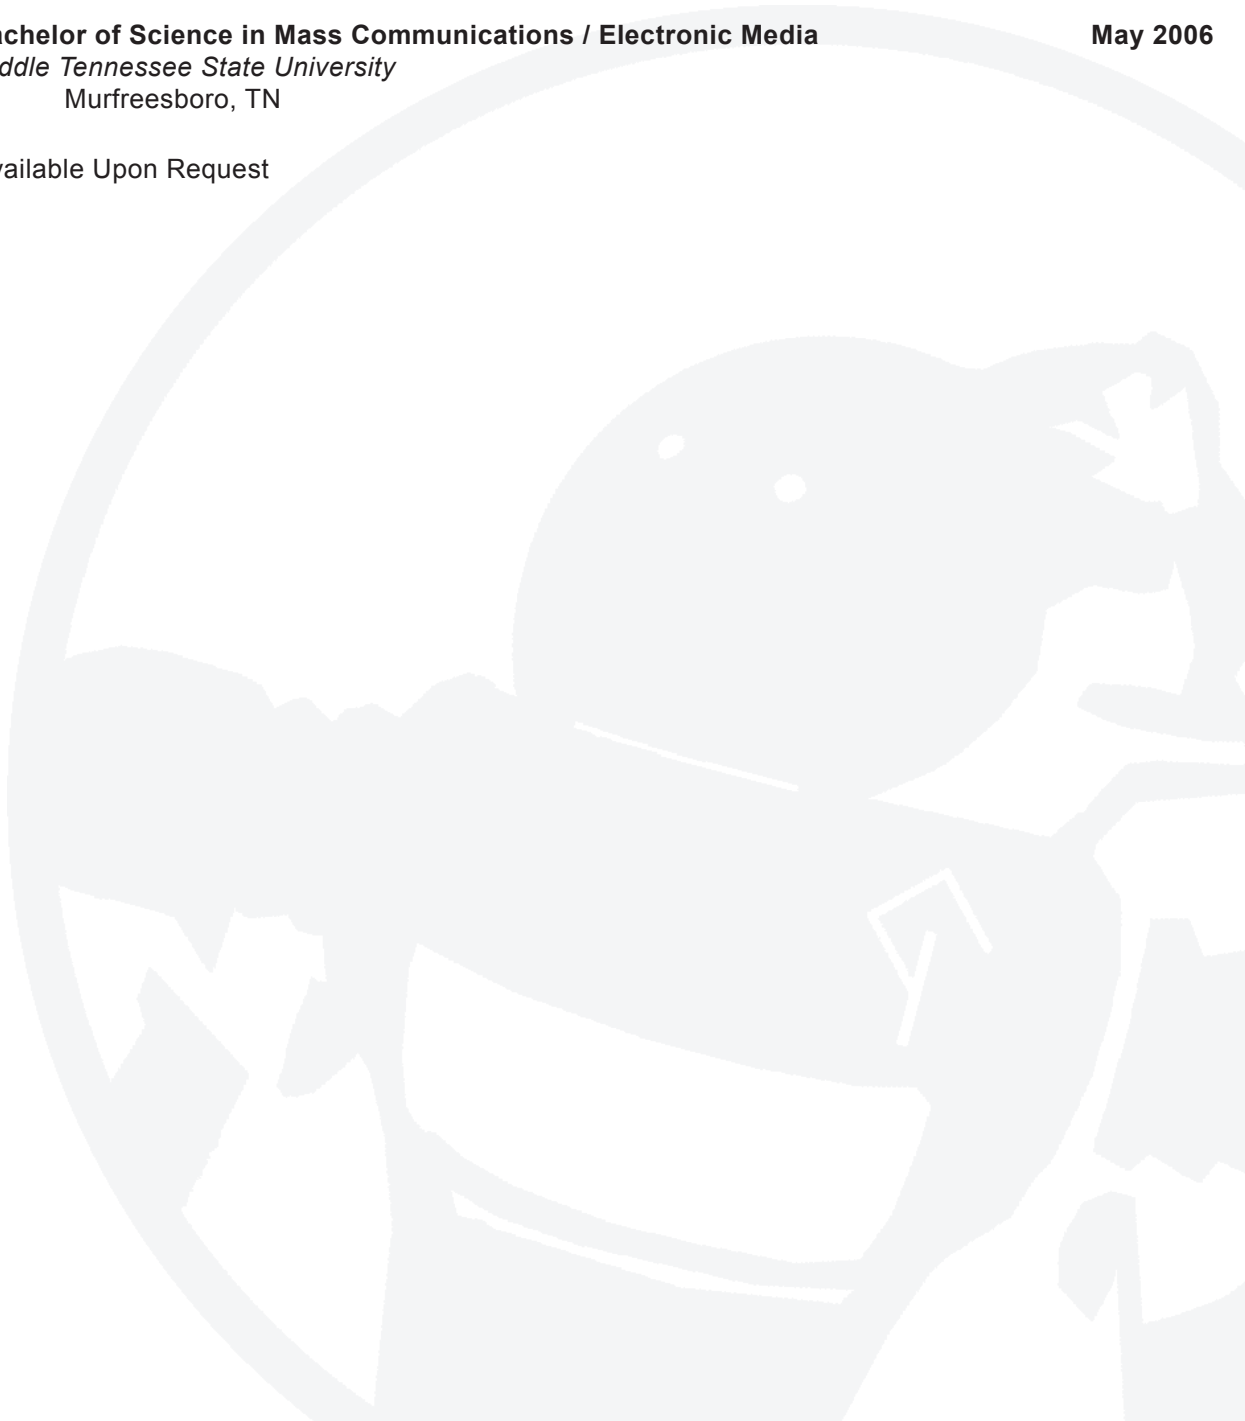 achelor of Science in Mass Communications / Electronic Media May 2006
ddle Tennessee State University
Murfreesboro, TN
vailable Upon Request